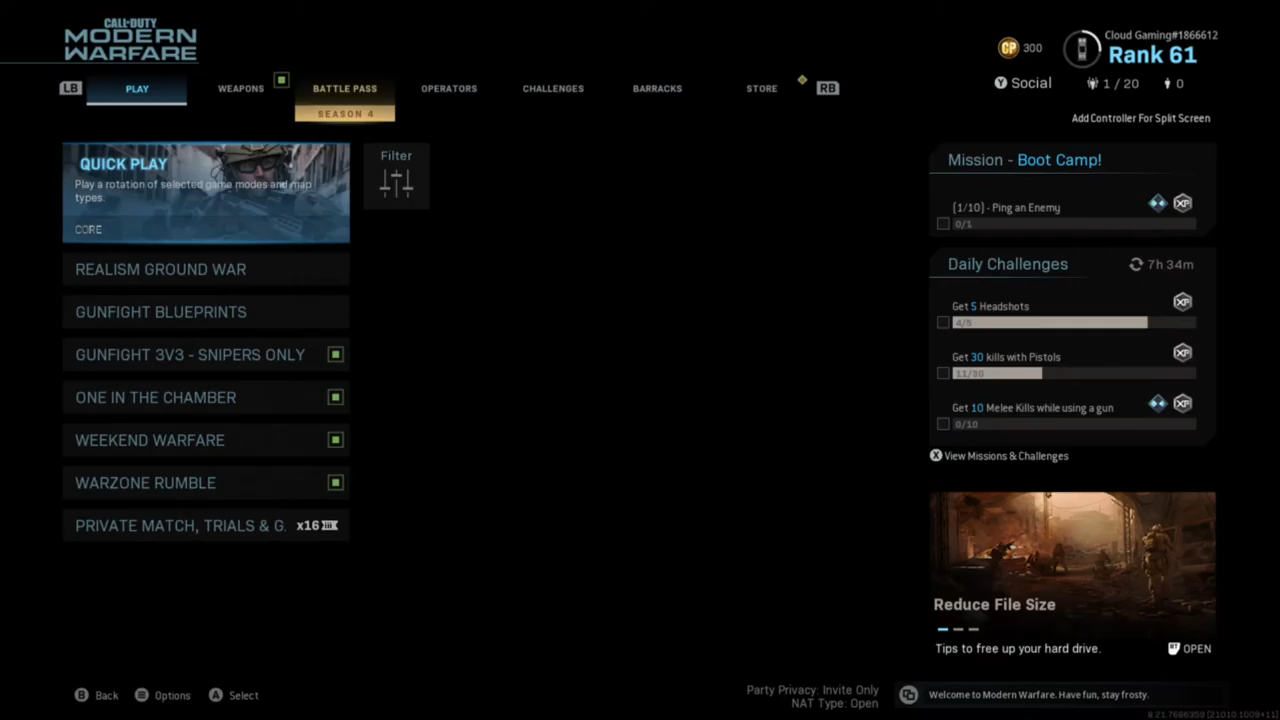 CALL OF DUTY
MODERN
WARFARE
CP 300
Cloud Gaming#1866612
Rank 61
Y Social
1 / 20
0
Add Controller For Split Screen
LB
PLAY
WEAPONS
BATTLE PASS
SEASON 4
OPERATORS
CHALLENGES
BARRACKS
STORE
RB
QUICK PLAY
Play a rotation of selected game modes and map
types.
CORE
Filter
REALISM GROUND WAR
GUNFIGHT BLUEPRINTS
GUNFIGHT 3V3 - SNIPERS ONLY
ONE IN THE CHAMBER
WEEKEND WARFARE
WARZONE RUMBLE
PRIVATE MATCH, TRIALS & G. x16
Mission - Boot Camp!
[1/10] - Ping an Enemy XP
0/1
Daily Challenges 7h 34m
Get 5 Headshots XP
4/5
Get 30 kills with Pistols XP
11/30
Get 10 Melee Kills while using a gun XP
0/10
X View Missions & Challenges
Reduce File Size
Tips to free up your hard drive. RT OPEN
B Back
Options
A Select
Party Privacy: Invite Only
NAT Type: Open
Welcome to Modern Warfare. Have fun, stay frosty.